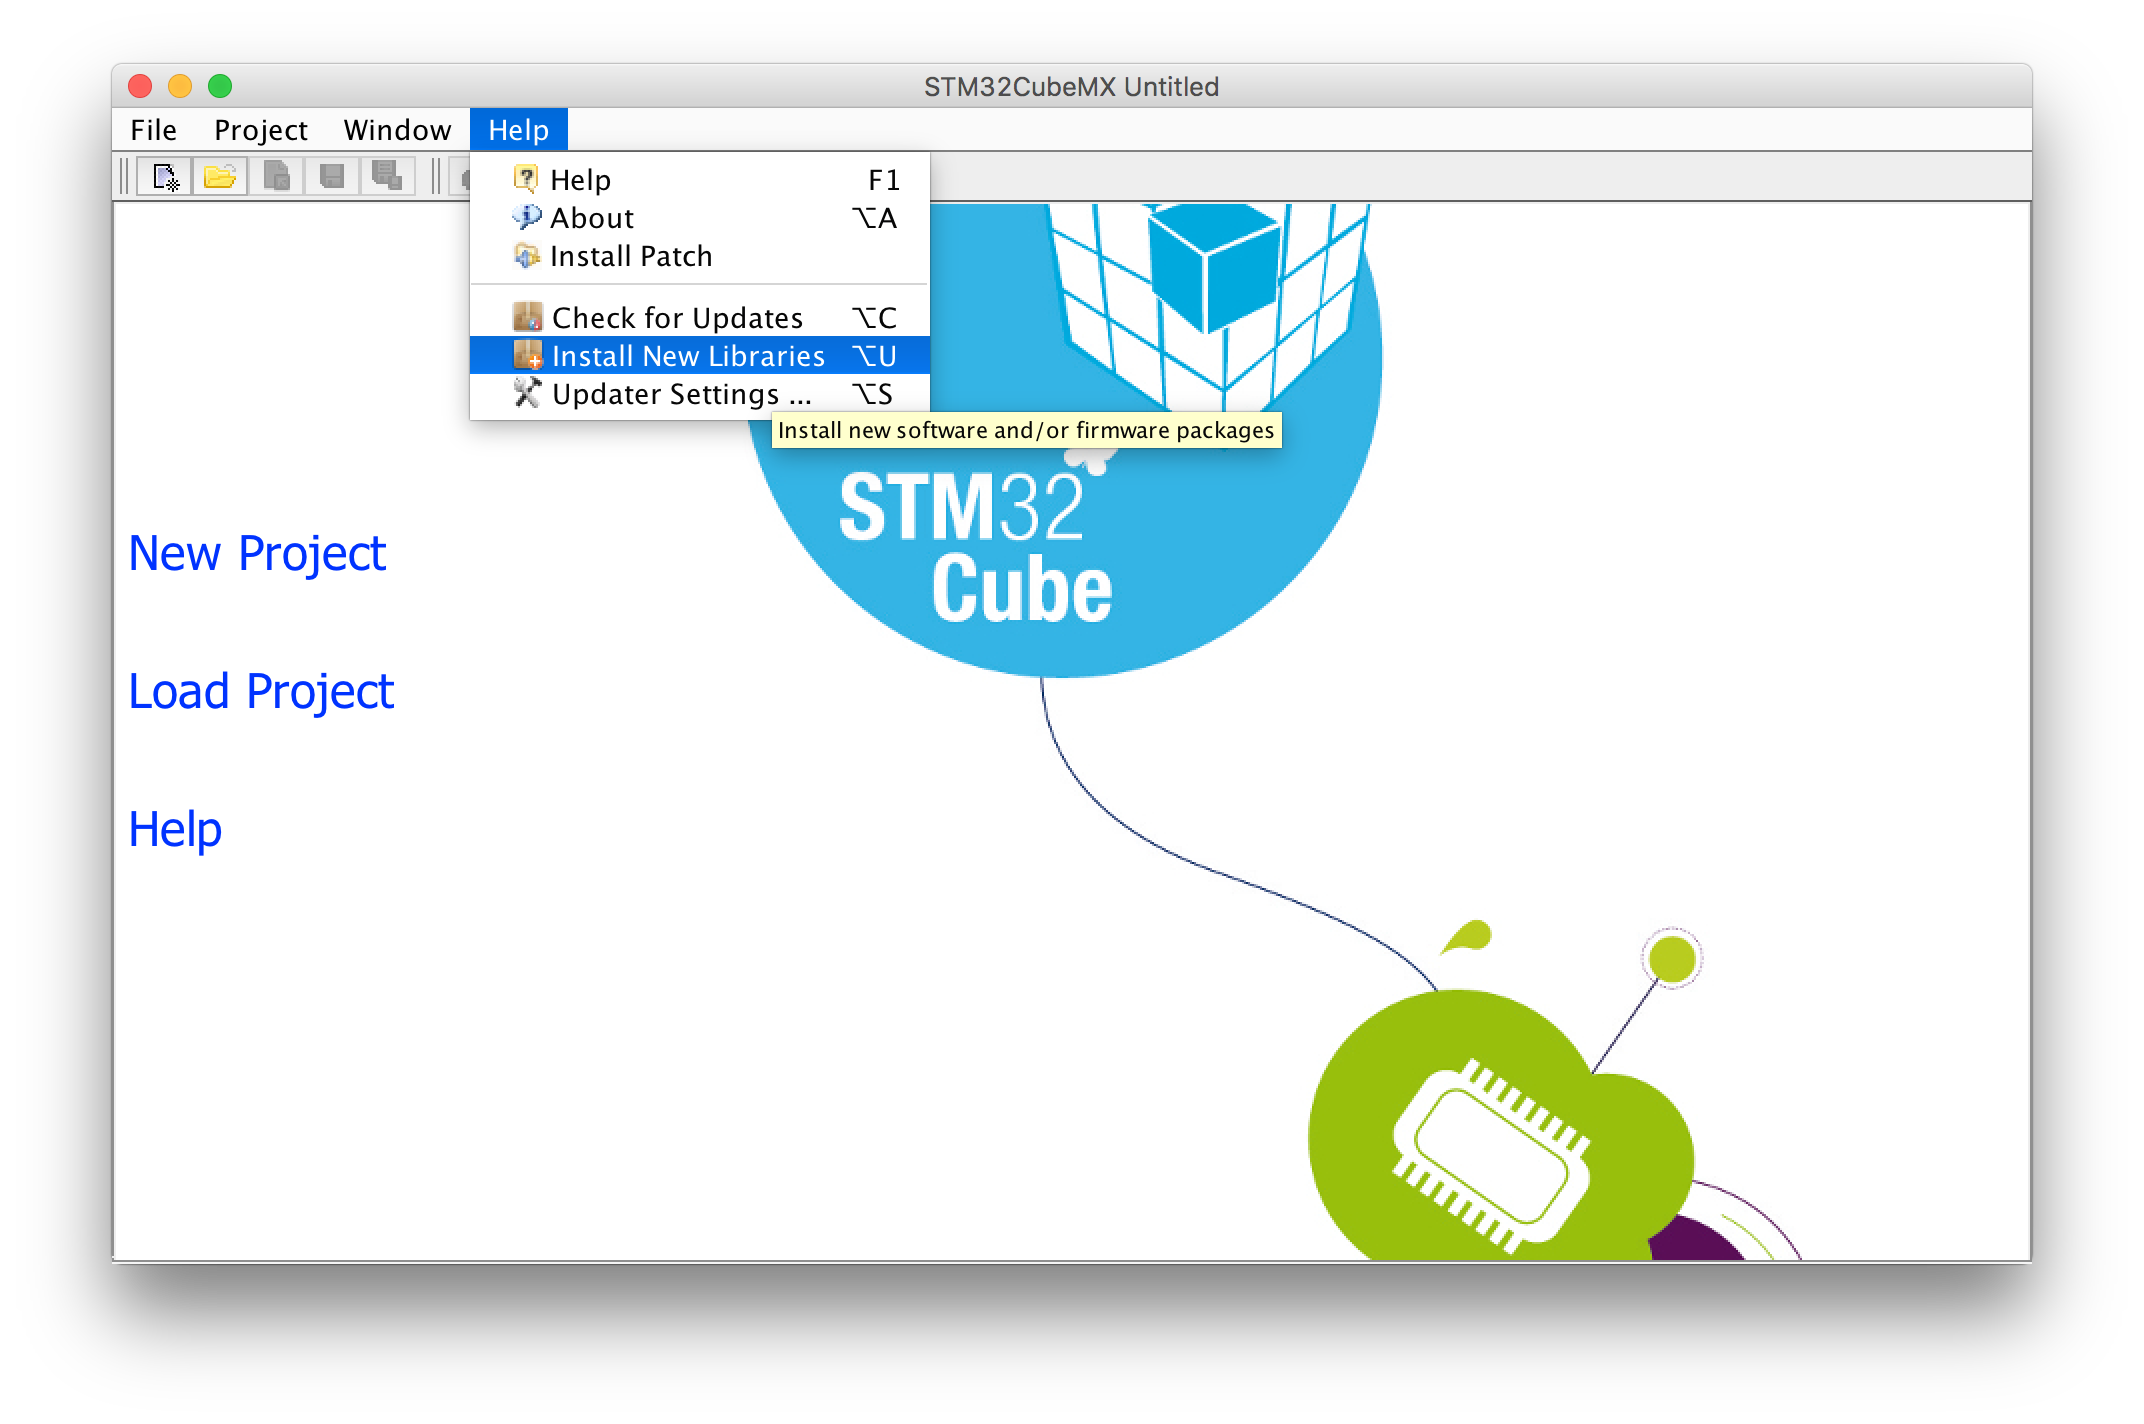 STM32CubeMX Untitled
File Project Window Help
Help F1
About ⌥A
Install Patch
Check for Updates ⌥C
Install New Libraries ⌥U
Updater Settings ... ⌥S
Install new software and/or firmware packages
STM32
Cube
New Project
Load Project
Help